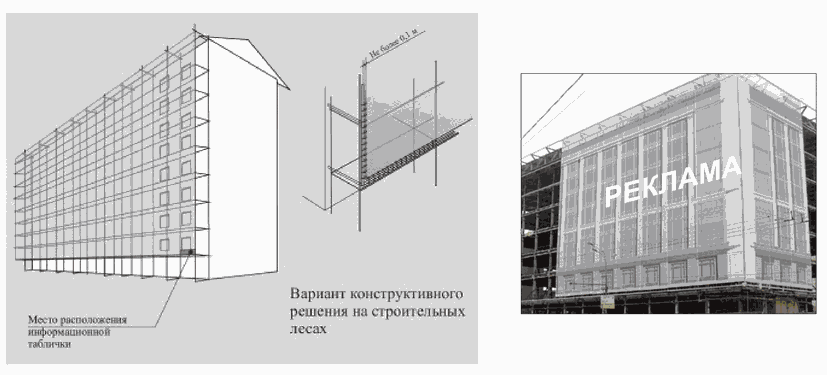 Не более 0,1 м
РЕКЛАМА
Вариант конструктивного
решения на строительных
лесах
Место расположения
информационной
таблички